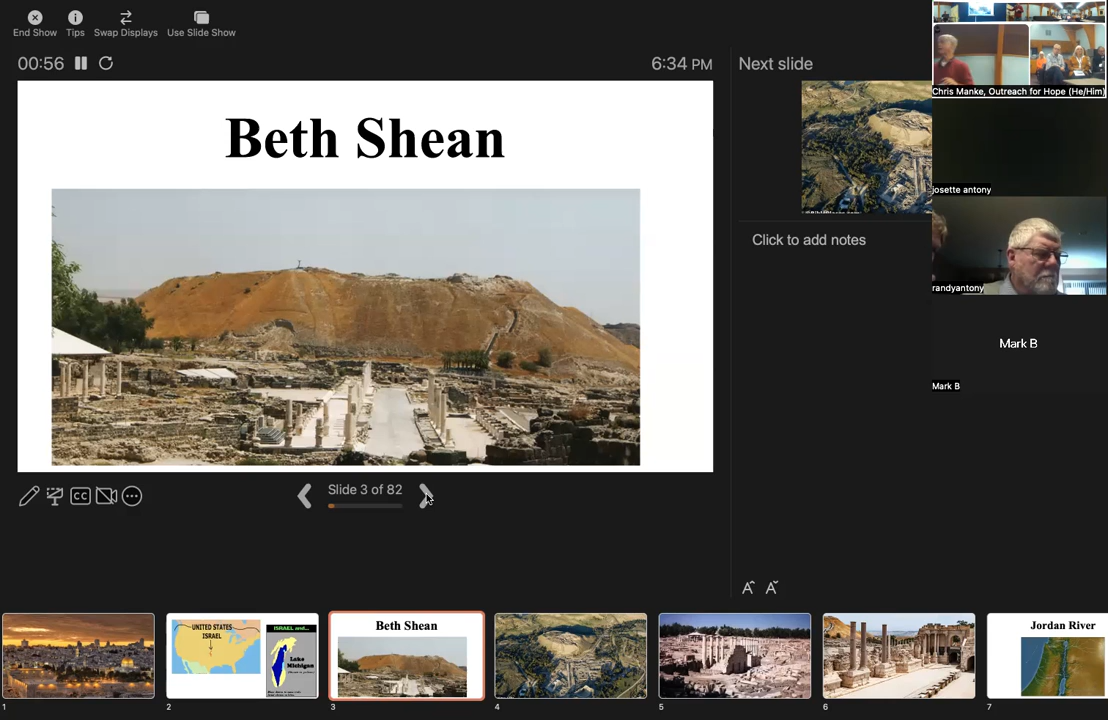 End Show
Tips
Swap Displays
Use Slide Show
00:56
6:34 PM
Next slide
Beth Shean
Click to add notes
Chris Manke, Outreach for Hope (He/Him)
josette antony
randyantony
Mark B
Mark B
Slide 3 of 82
CC
UNITED STATES
ISRAEL
ISRAEL and...
Lake
Michigan
Beth Shean
Jordan River
1
2
3
4
5
6
7